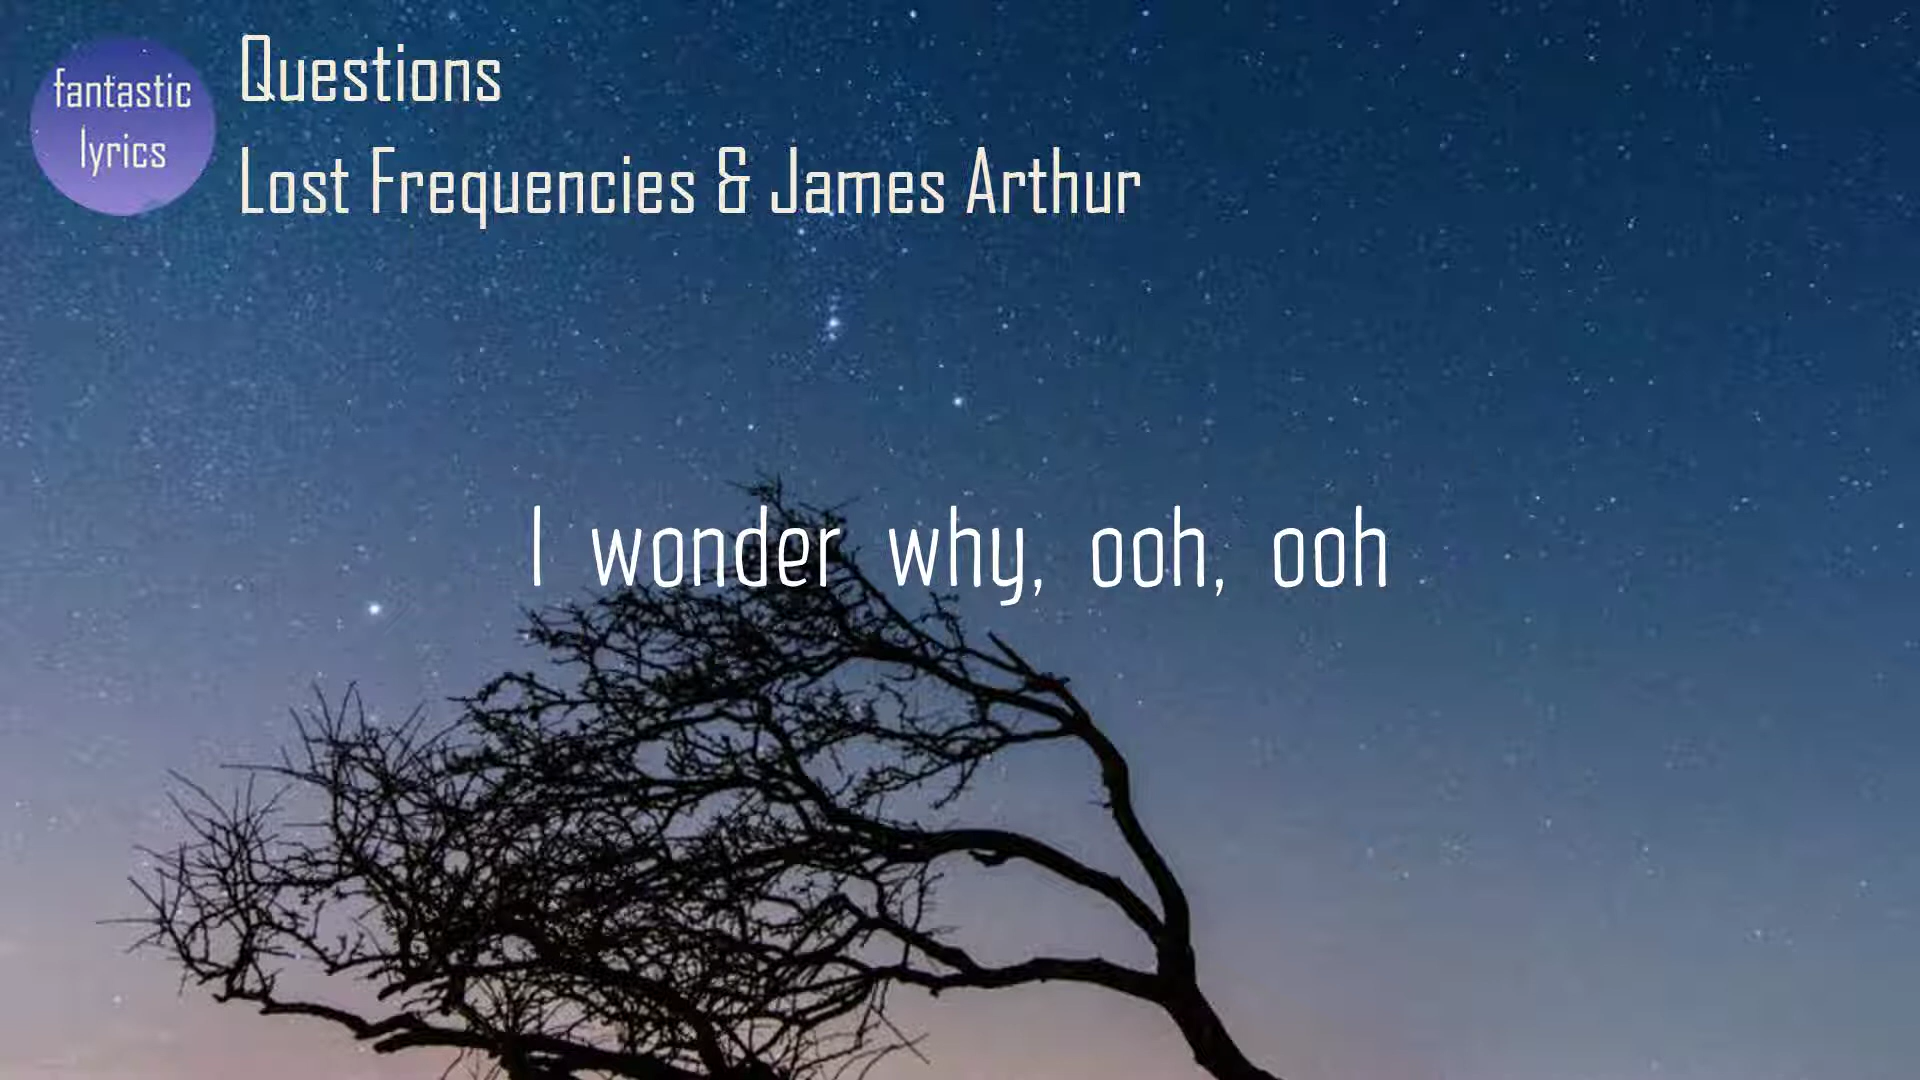 fantastic
lyrics
Questions
Lost Frequencies & James Arthur
I wonder why, ooh, ooh